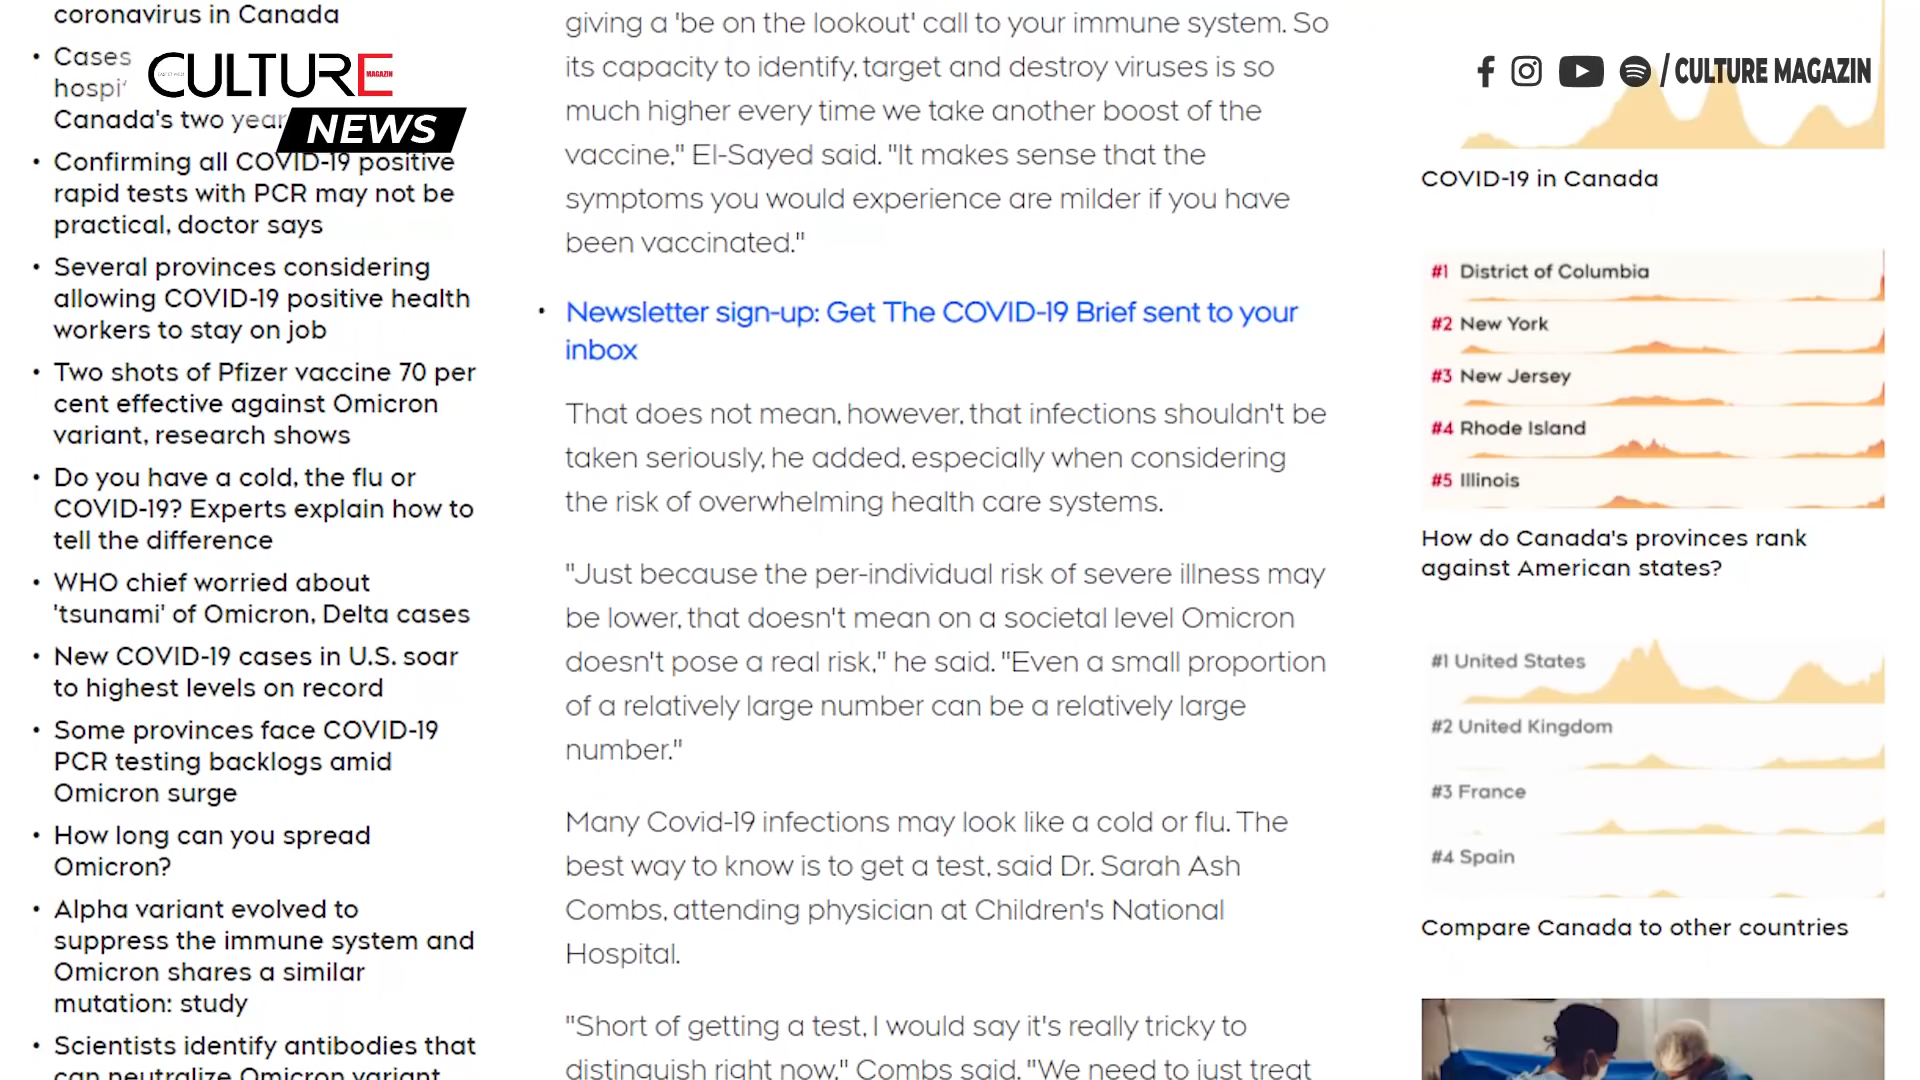 coronavirus in Canada
• Cases
hospi
Canada's two year
• Confirming all COVID-19 positive
rapid tests with PCR may not be
practical, doctor says
• Several provinces considering
allowing COVID-19 positive health
workers to stay on job
• Two shots of Pfizer vaccine 70 per
cent effective against Omicron
variant, research shows
• Do you have a cold, the flu or
COVID-19? Experts explain how to
tell the difference
• WHO chief worried about
'tsunami' of Omicron, Delta cases
• New COVID-19 cases in U.S. soar
to highest levels on record
• Some provinces face COVID-19
PCR testing backlogs amid
Omicron surge
• How long can you spread
Omicron?
• Alpha variant evolved to
suppress the immune system and
Omicron shares a similar
mutation: study
• Scientists identify antibodies that
can neutralize Omicron variant
CULTURE
MAGAZIN
NEWS
giving a 'be on the lookout' call to your immune system. So
its capacity to identify, target and destroy viruses is so
much higher every time we take another boost of the
vaccine," El-Sayed said. "It makes sense that the
symptoms you would experience are milder if you have
been vaccinated."
• Newsletter sign-up: Get The COVID-19 Brief sent to your
inbox
That does not mean, however, that infections shouldn't be
taken seriously, he added, especially when considering
the risk of overwhelming health care systems.
"Just because the per-individual risk of severe illness may
be lower, that doesn't mean on a societal level Omicron
doesn't pose a real risk," he said. "Even a small proportion
of a relatively large number can be a relatively large
number."
Many Covid-19 infections may look like a cold or flu. The
best way to know is to get a test, said Dr. Sarah Ash
Combs, attending physician at Children's National
Hospital.
"Short of getting a test, I would say it's really tricky to
distinguish right now," Combs said. "We need to just treat
/ CULTURE MAGAZIN
COVID-19 in Canada
#1 District of Columbia
#2 New York
#3 New Jersey
#4 Rhode Island
#5 Illinois
How do Canada's provinces rank
against American states?
#1 United States
#2 United Kingdom
#3 France
#4 Spain
Compare Canada to other countries